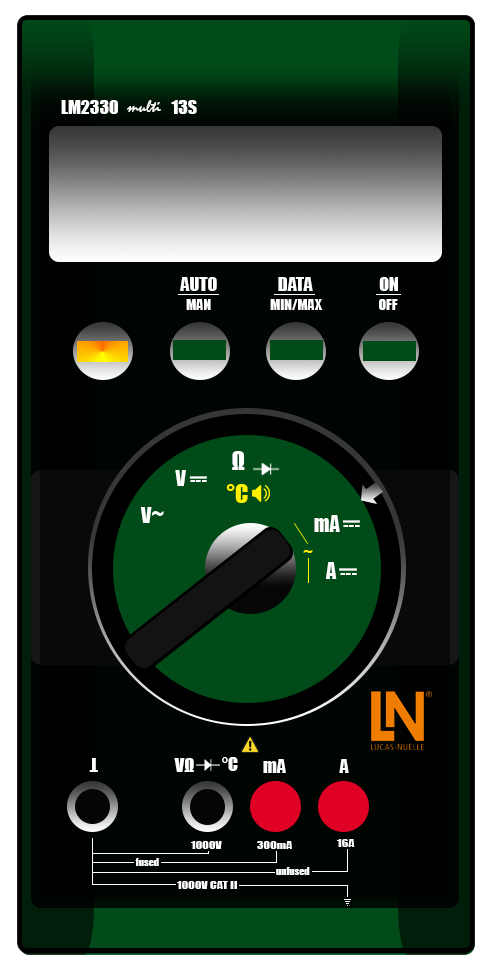 LM2330 multi 13S
AUTO DATA ON
MAN MIN/MAX OFF
Ω
V⎓
°C
V~
mA⎓
~
A⎓
LN®
LUCAS-NUELLE
⊥ VΩ °C mA A
1000V 300mA 16A
fused
unfused
1000V CAT II